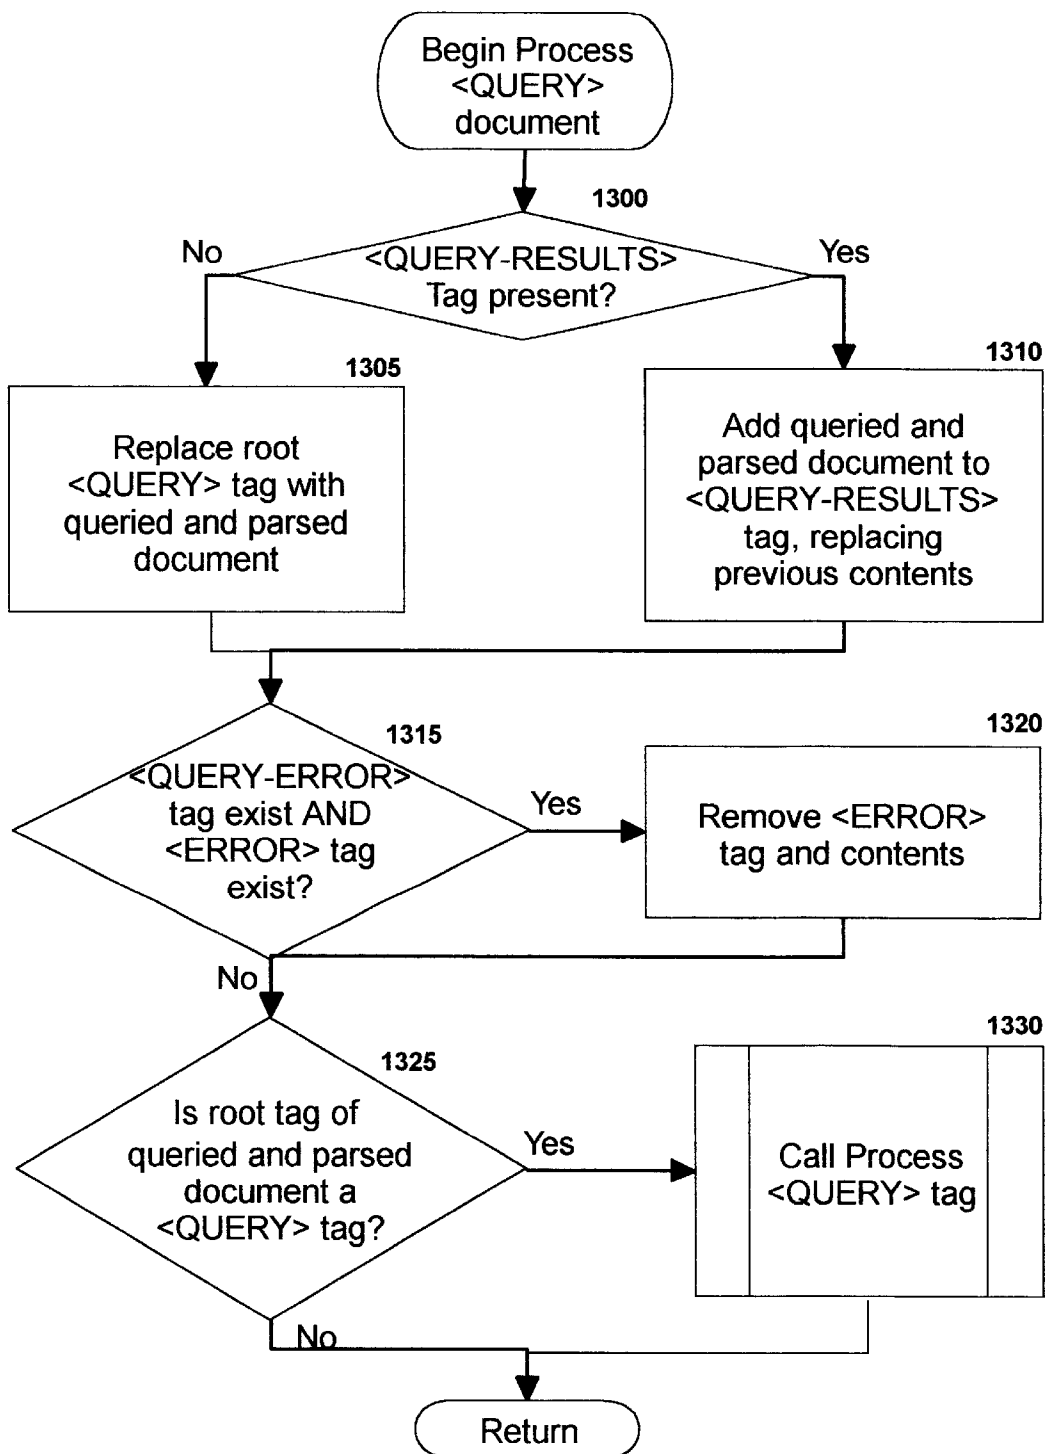 Begin Process
<QUERY>
document
1300
No
<QUERY-RESULTS>
Tag present?
Yes
1305
Replace root
<QUERY> tag with
queried and parsed
document
1310
Add queried and
parsed document to
<QUERY-RESULTS>
tag, replacing
previous contents
1315
<QUERY-ERROR>
tag exist AND
<ERROR> tag
exist?
Yes
1320
Remove <ERROR>
tag and contents
No
1325
Is root tag of
queried and parsed
document a
<QUERY> tag?
Yes
1330
Call Process
<QUERY> tag
No
Return